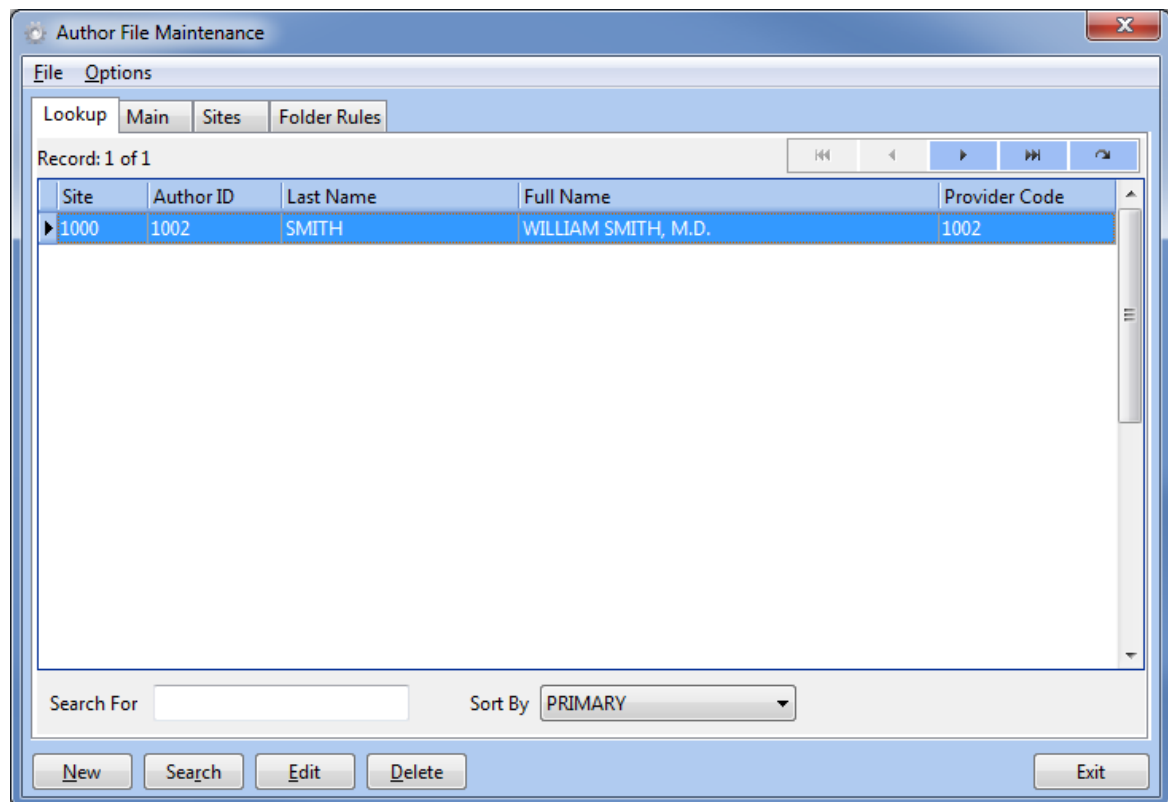 Author File Maintenance
File Options
Lookup Main Sites Folder Rules
Record: 1 of 1
Site Author ID Last Name Full Name Provider Code
1000 1002 SMITH WILLIAM SMITH, M.D. 1002
Search For Sort By PRIMARY
New Search Edit Delete Exit